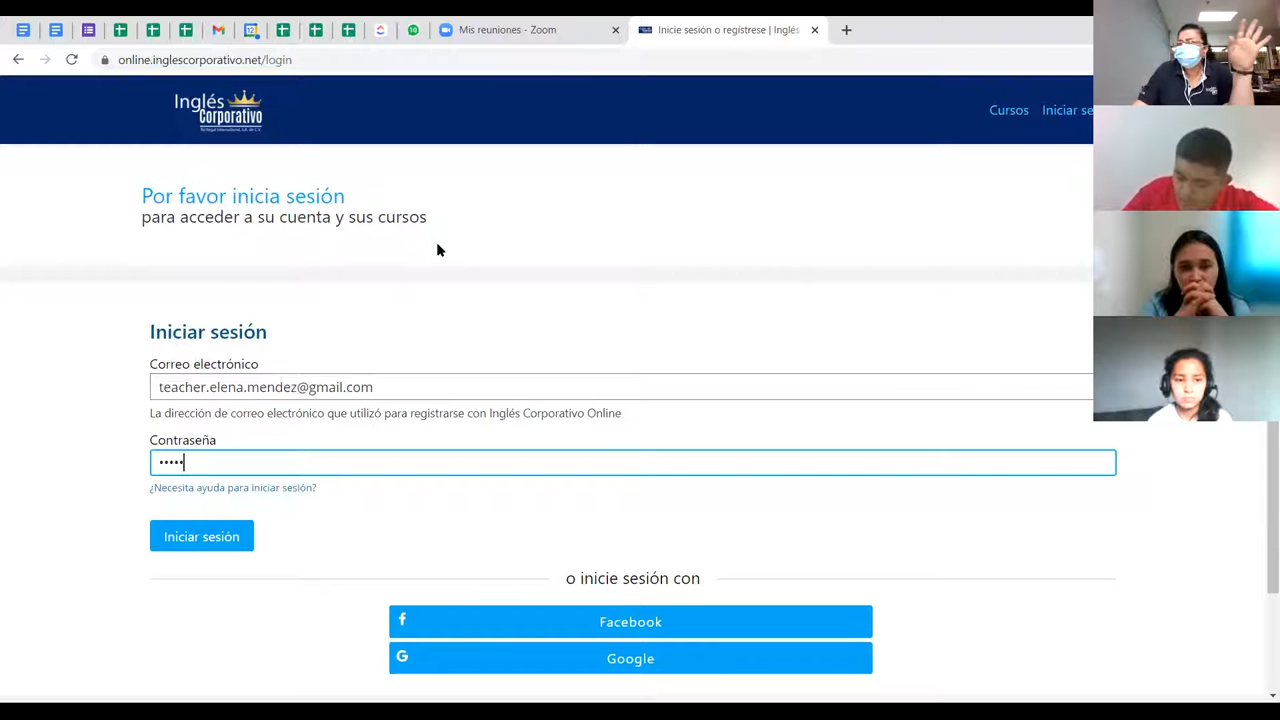 Mis reuniones - Zoom
Inicie sesión o regístrese | Inglés
online.inglescorporativo.net/login
Inglés
Corporativo
Cursos
Iniciar se
Por favor inicia sesión
para acceder a su cuenta y sus cursos
Iniciar sesión
Correo electrónico
teacher.elena.mendez@gmail.com
La dirección de correo electrónico que utilizó para registrarse con Inglés Corporativo Online
Contraseña
•••••
¿Necesita ayuda para iniciar sesión?
Iniciar sesión
o inicie sesión con
Facebook
Google